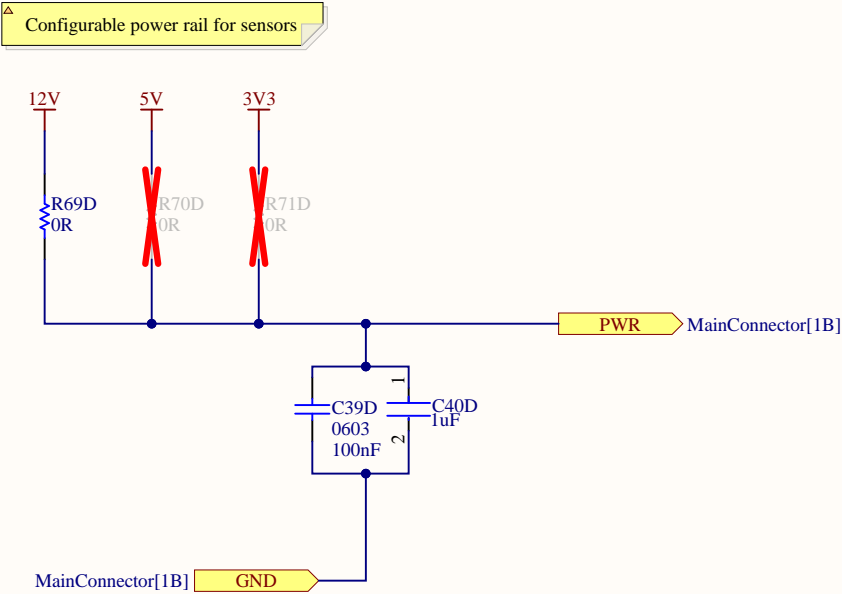 Configurable power rail for sensors
12V
5V
3V3
R69D
0R
R70D
0R
R71D
0R
PWR
MainConnector[1B]
1
C39D
0603
100nF
C40D
1uF
2
MainConnector[1B]
GND